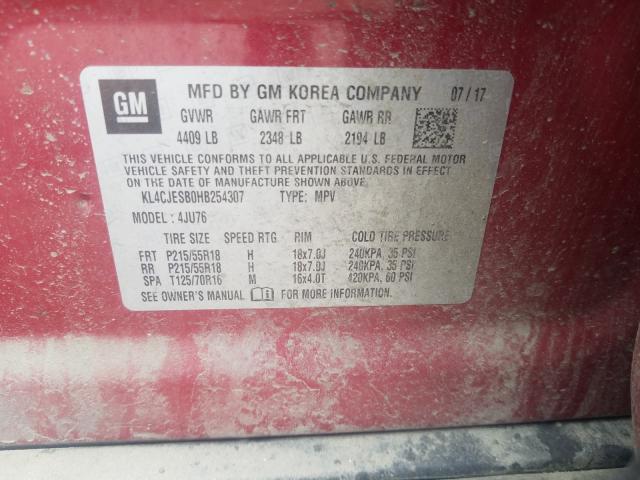 GM
MFD BY GM KOREA COMPANY 07/17
GVWR GAWR FRT GAWR RR
4409 LB 2348 LB 2194 LB
THIS VEHICLE CONFORMS TO ALL APPLICABLE U.S. FEDERAL MOTOR
VEHICLE SAFETY AND THEFT PREVENTION STANDARDS IN EFFECT
ON THE DATE OF MANUFACTURE SHOWN ABOVE.
KL4CJESB0HB254307 TYPE: MPV
MODEL: 4JU76
TIRE SIZE SPEED RTG RIM COLD TIRE PRESSURE
FRT P215/55R18 H 18x7.0J 240KPA, 35 PSI
RR P215/55R18 H 18x7.0J 240KPA, 35 PSI
SPA T125/70R16 M 16x4.0T 420KPA, 60 PSI
SEE OWNER'S MANUAL FOR MORE INFORMATION.